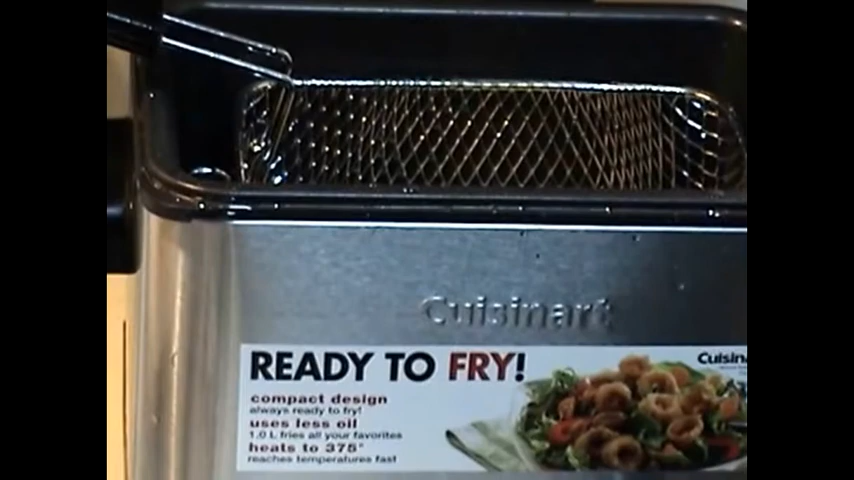 Cuisinart
READY TO FRY!
Cuisin
compact design
always ready to fry!
uses less oil
1.0 L fries all your favorites
heats to 375°
reaches temperatures fast